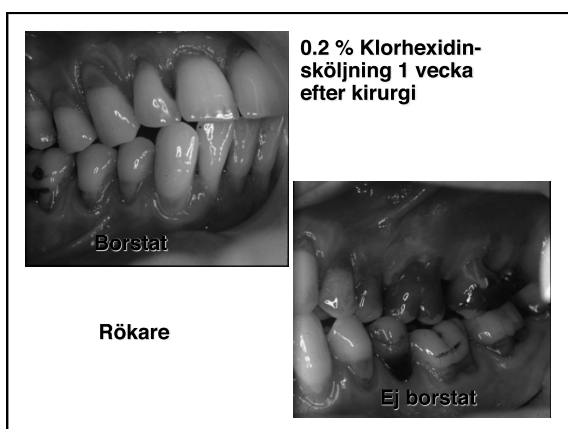 0.2 % Klorhexidin-
sköljning 1 vecka
efter kirurgi
Borstat
Rökare
Ej borstat